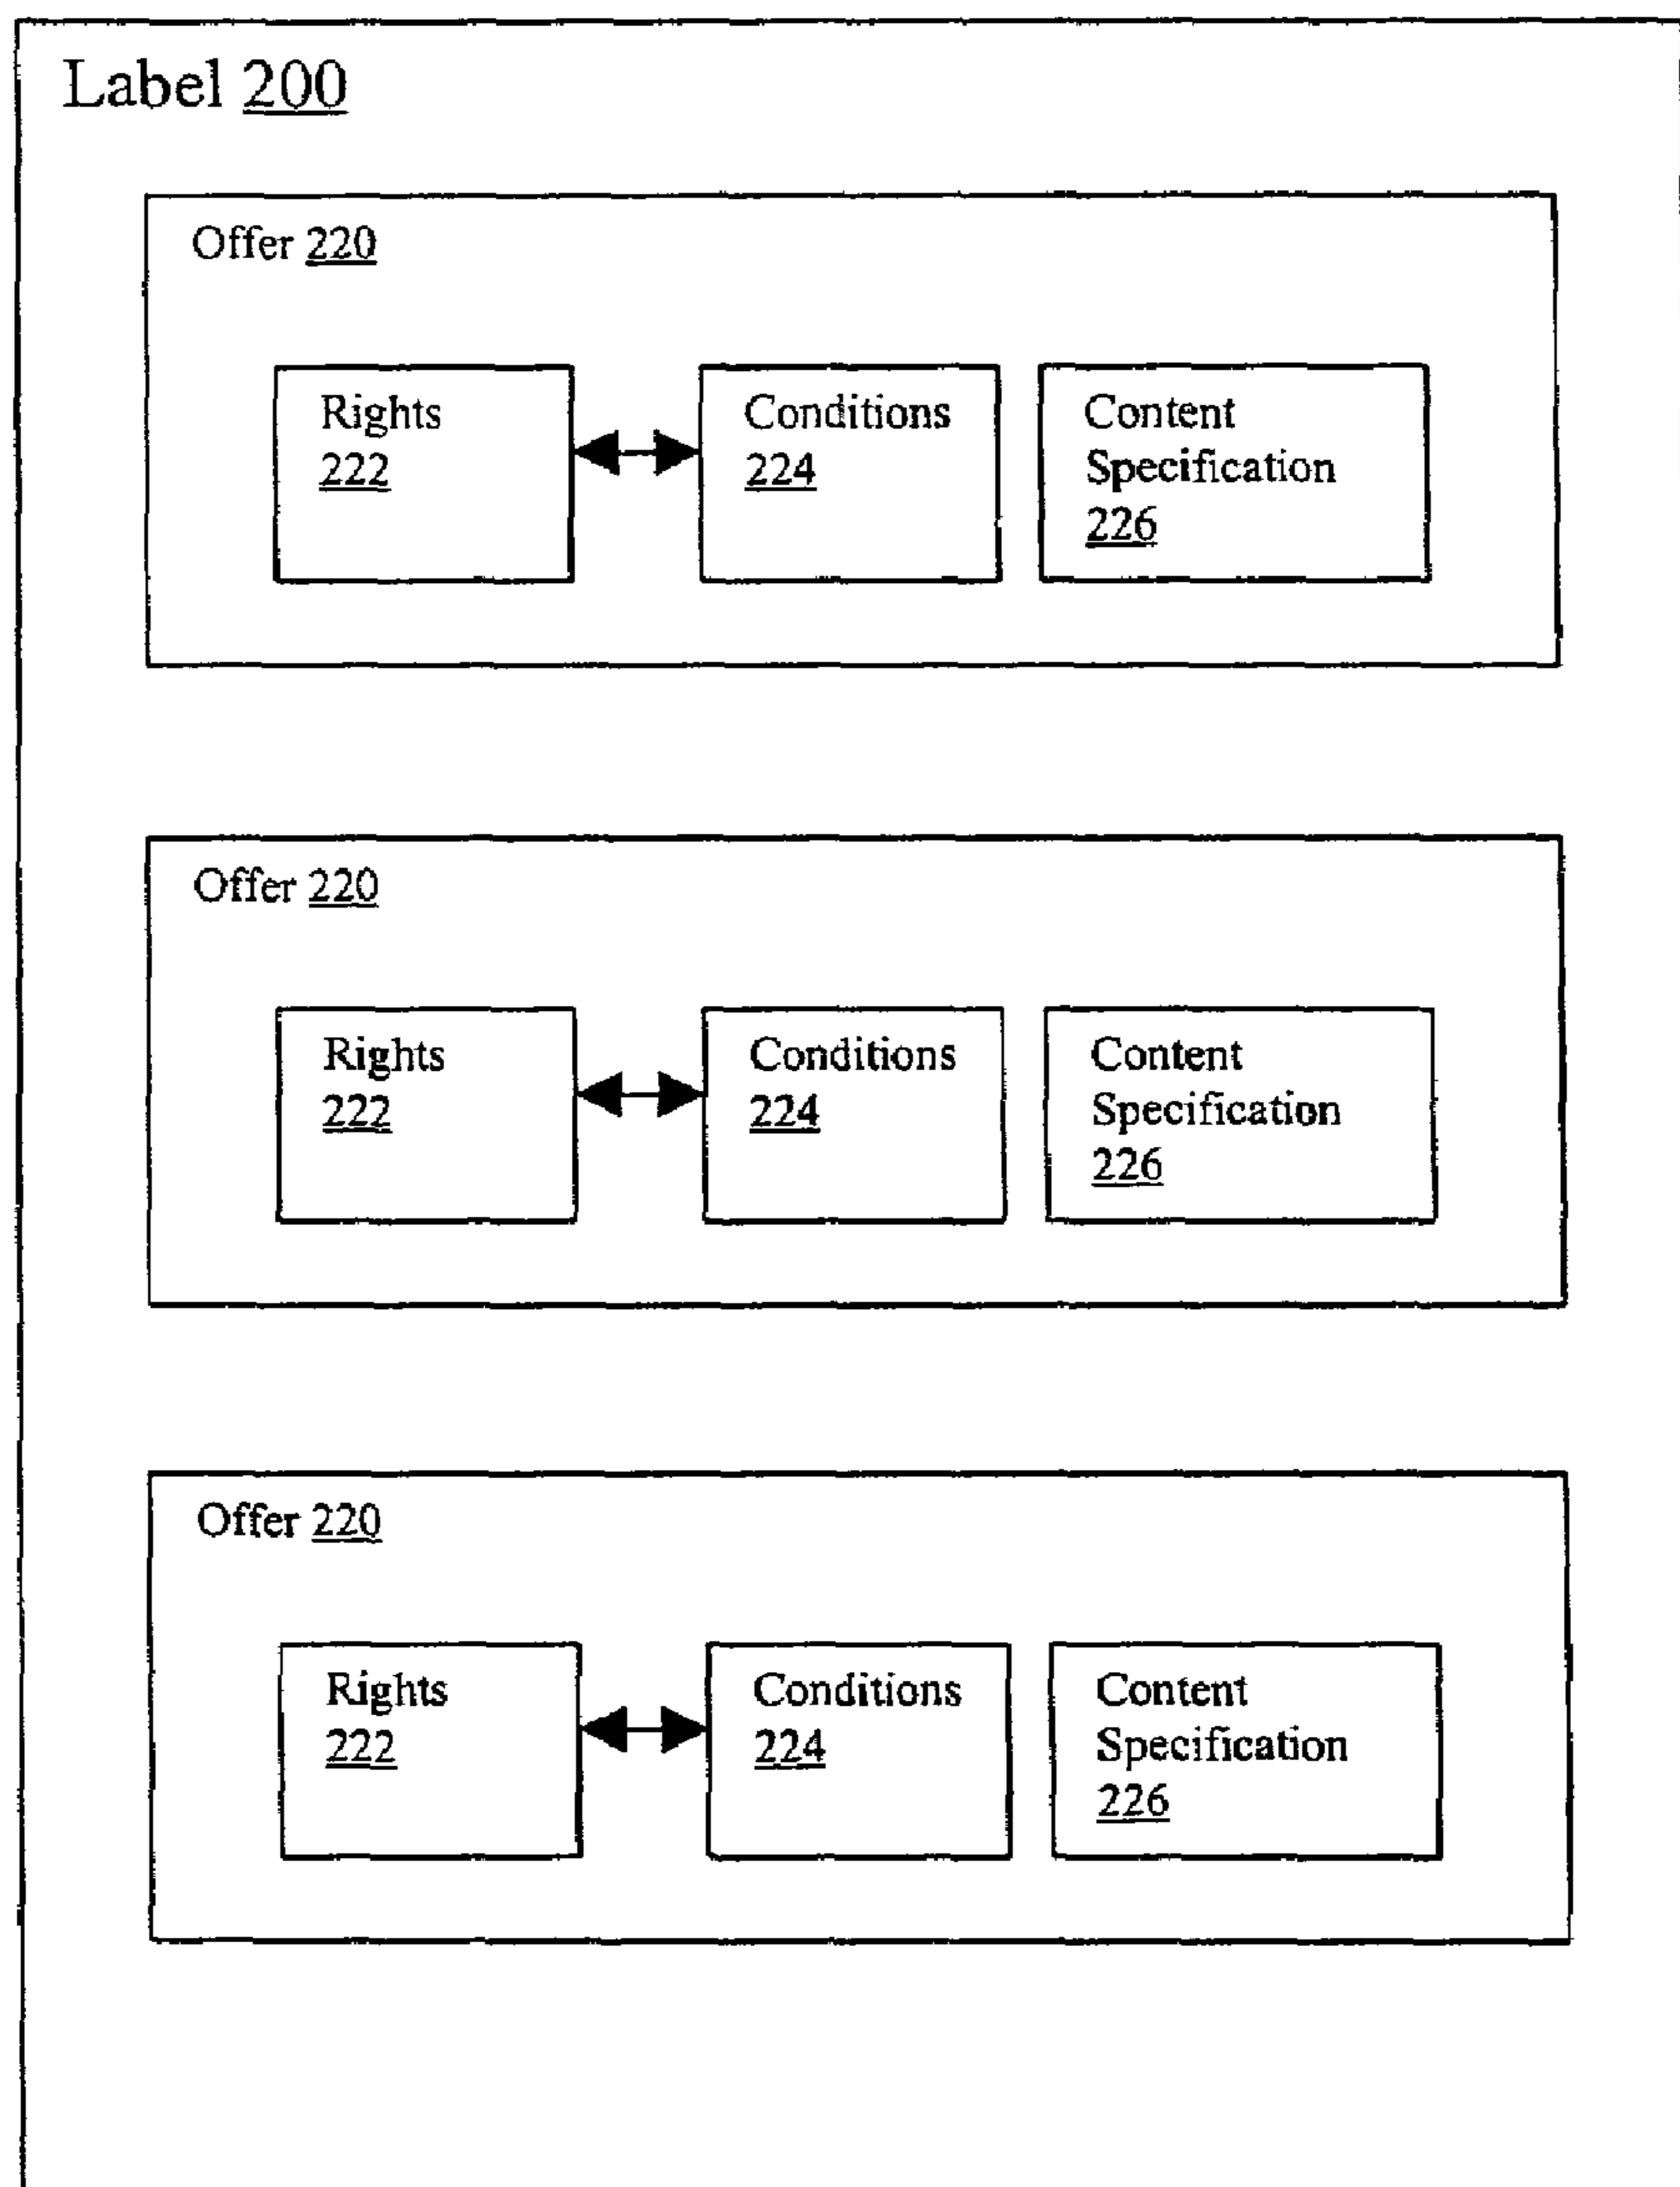 Label 200
Offer 220
Rights
222
Conditions
224
Content
Specification
226
Offer 220
Rights
222
Conditions
224
Content
Specification
226
Offer 220
Rights
222
Conditions
224
Content
Specification
226